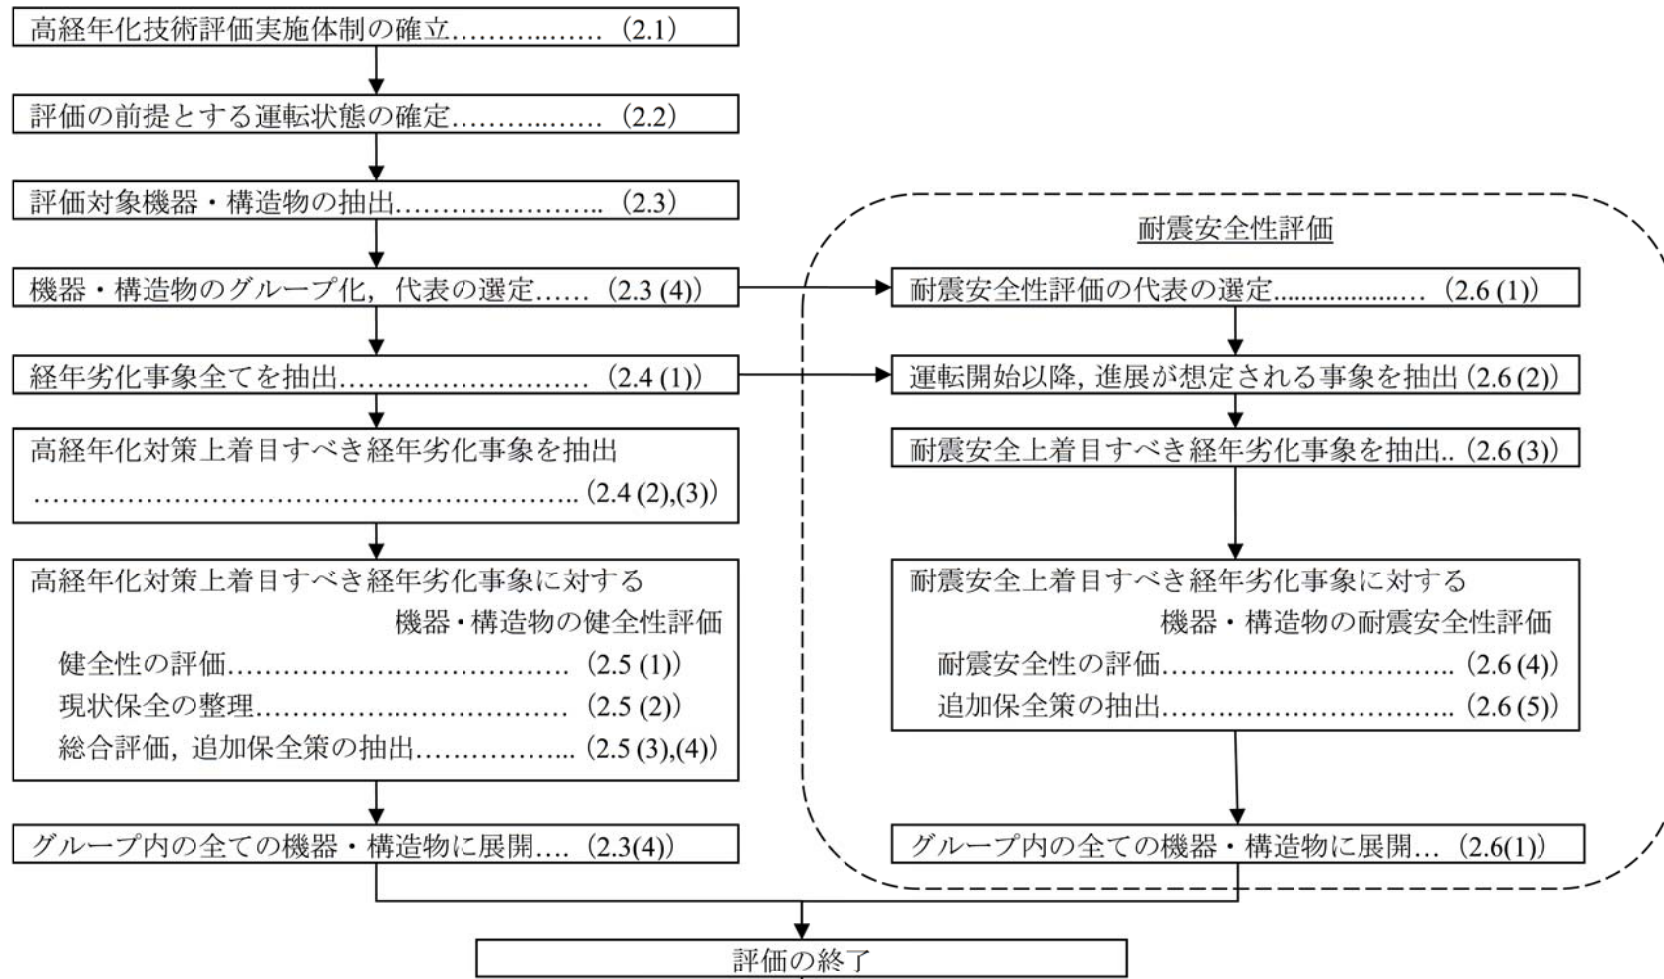 高経年化技術評価実施体制の確立………..…… （2.1）
評価の前提とする運転状態の確定………..……. （2.2）
評価対象機器・構造物の抽出………………….. （2.3）
機器・構造物のグループ化，代表の選定…… （2.3 (4)）
経年劣化事象全てを抽出……………………… （2.4 (1)）
高経年化対策上着目すべき経年劣化事象を抽出
………………………………………………….. （2.4 (2),(3)）
高経年化対策上着目すべき経年劣化事象に対する
機器・構造物の健全性評価
健全性の評価……………………………… （2.5 (1)）
現状保全の整理…………………………… （2.5 (2)）
総合評価，追加保全策の抽出……………... （2.5 (3),(4)）
グループ内の全ての機器・構造物に展開…. （2.3(4)）
耐震安全性評価
耐震安全性評価の代表の選定..................…… （2.6 (1)）
運転開始以降，進展が想定される事象を抽出（2.6 (2)）
耐震安全上着目すべき経年劣化事象を抽出..（2.6 (3)）
耐震安全上着目すべき経年劣化事象に対する
機器・構造物の耐震安全性評価
耐震安全性の評価………………………….. （2.6 (4)）
追加保全策の抽出………………………….. （2.6 (5)）
グループ内の全ての機器・構造物に展開… （2.6(1)）
評価の終了